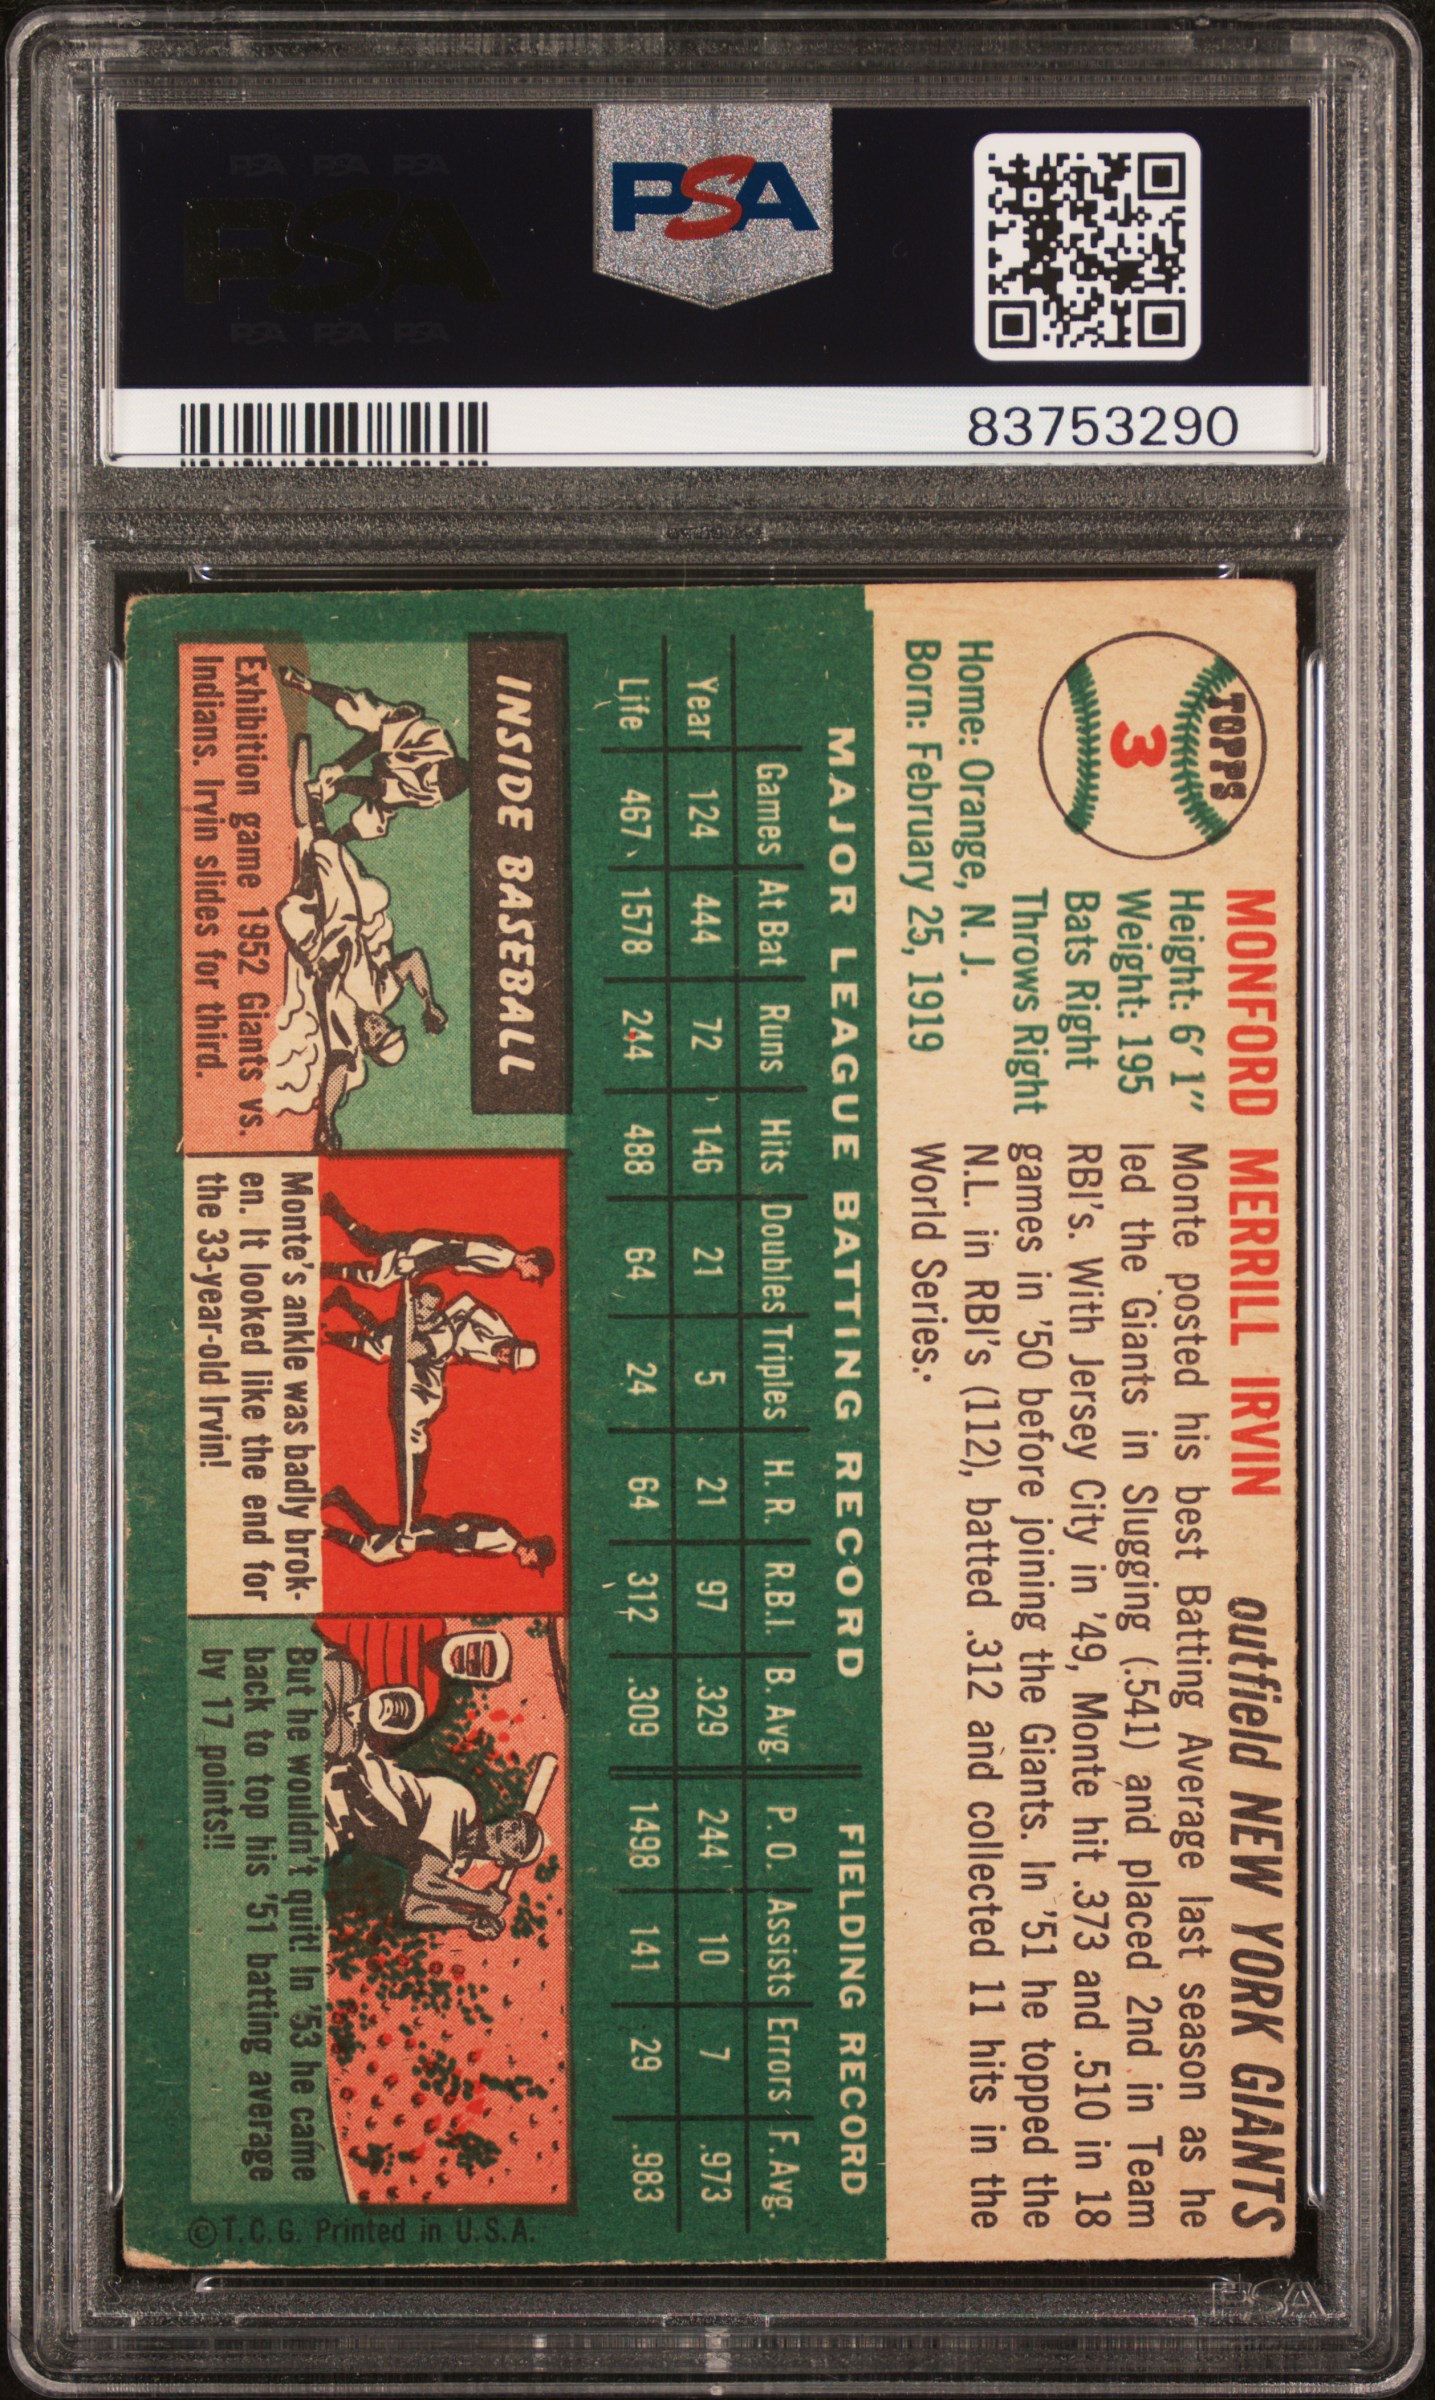 PSA PSA PSA
PSA
PSA PSA PSA
PSA
83753290
TOPPS
3
MONFORD MERRILL IRVIN
outfield NEW YORK GIANTS
Height: 6' 1"
Weight: 195
Bats Right
Throws Right
Home: Orange, N. J.
Born: February 25, 1919
Monte posted his best Batting Average last season as he
led the Giants in Slugging (.541) and placed 2nd in Team
RBI's. With Jersey City in '49, Monte hit .373 and .510 in 18
games in '50 before joining the Giants. In '51 he topped the
N.L. in RBI's (112), batted .312 and collected 11 hits in the
World Series.
MAJOR LEAGUE BATTING RECORD FIELDING RECORD
Games At Bat Runs Hits Doubles Triples H. R. R.B.I. B. Avg. P. O. Assists Errors F. Avg.
Year 124 444 72 146 21 5 21 97 .329 244 10 7 .973
Life 467 1578 244 488 64 24 64 312 .309 1498 141 29 .983
INSIDE BASEBALL
Exhibition game 1952 Giants vs.
Indians. Irvin slides for third.
Monte's ankle was badly brok-
en. It looked like the end for
the 33-year-old Irvin!
But he wouldn't quit! In '53 he came
back to top his '51 batting average
by 17 points!!
©T.C.G. Printed in U.S.A.
PSA